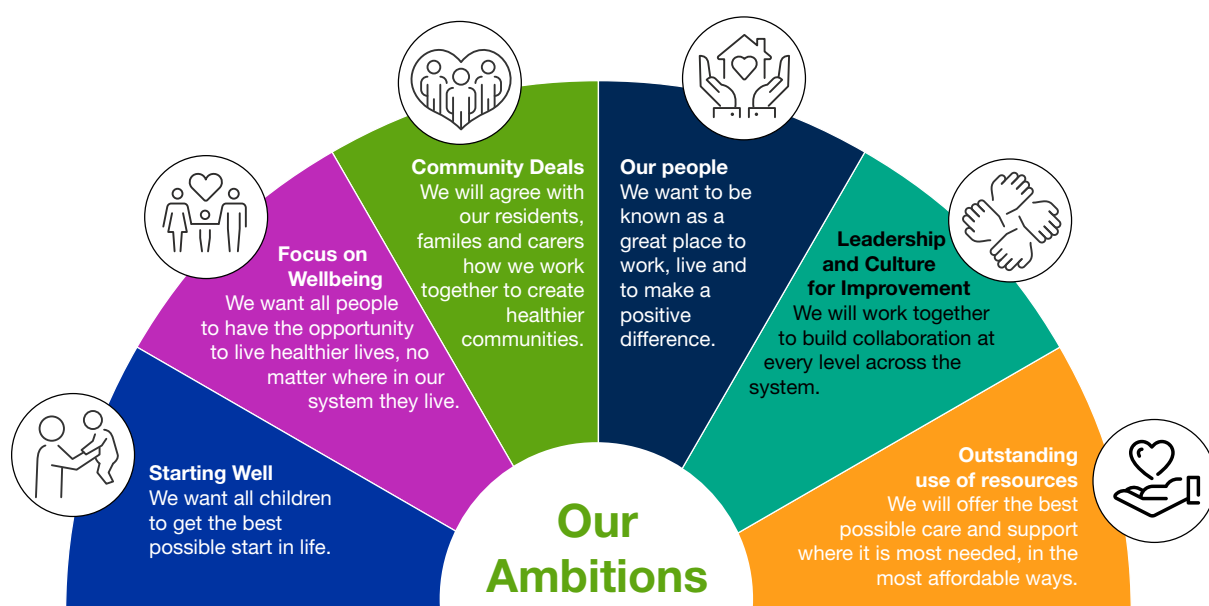 Starting Well
We want all children
to get the best
possible start in life.
Focus on
Wellbeing
We want all people
to have the opportunity
to live healthier lives, no
matter where in our
system they live.
Community Deals
We will agree with
our residents,
familes and carers
how we work
together to create
healthier
communities.
Our people
We want to be
known as a
great place to
work, live and
to make a
positive
difference.
Leadership
and Culture
for Improvement
We will work together
to build collaboration at
every level across the
system.
Outstanding
use of resources
We will offer the best
possible care and support
where it is most needed, in the
most affordable ways.
Our
Ambitions